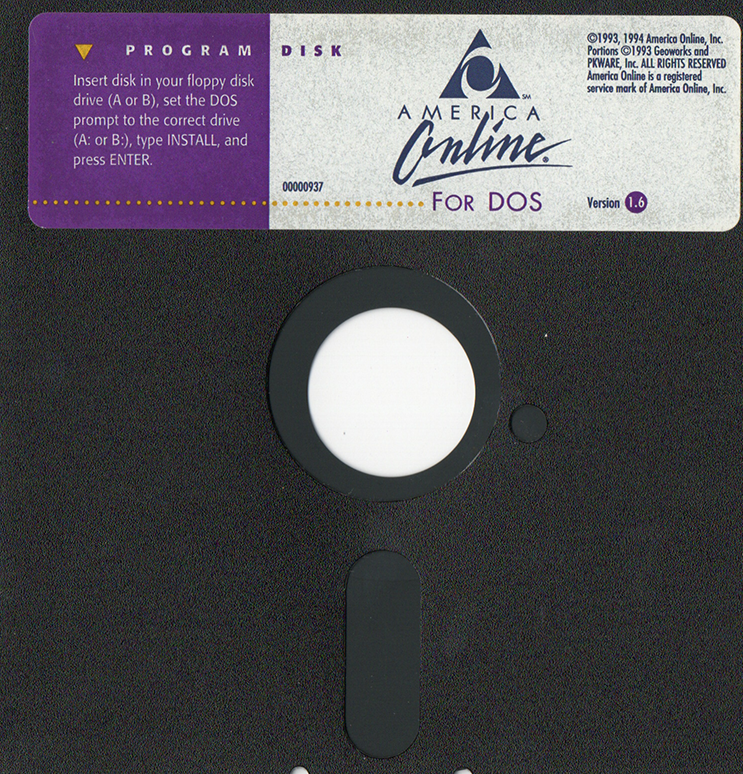 PROGRAM DISK
Insert disk in your floppy disk
drive (A or B), set the DOS
prompt to the correct drive
(A: or B:), type INSTALL, and
press ENTER.
00000937
SM
AMERICA
Online®
FOR DOS
©1993, 1994 America Online, Inc.
Portions ©1993 Geoworks and
PKWARE, Inc. ALL RIGHTS RESERVED
America Online is a registered
service mark of America Online, Inc.
Version 1.6